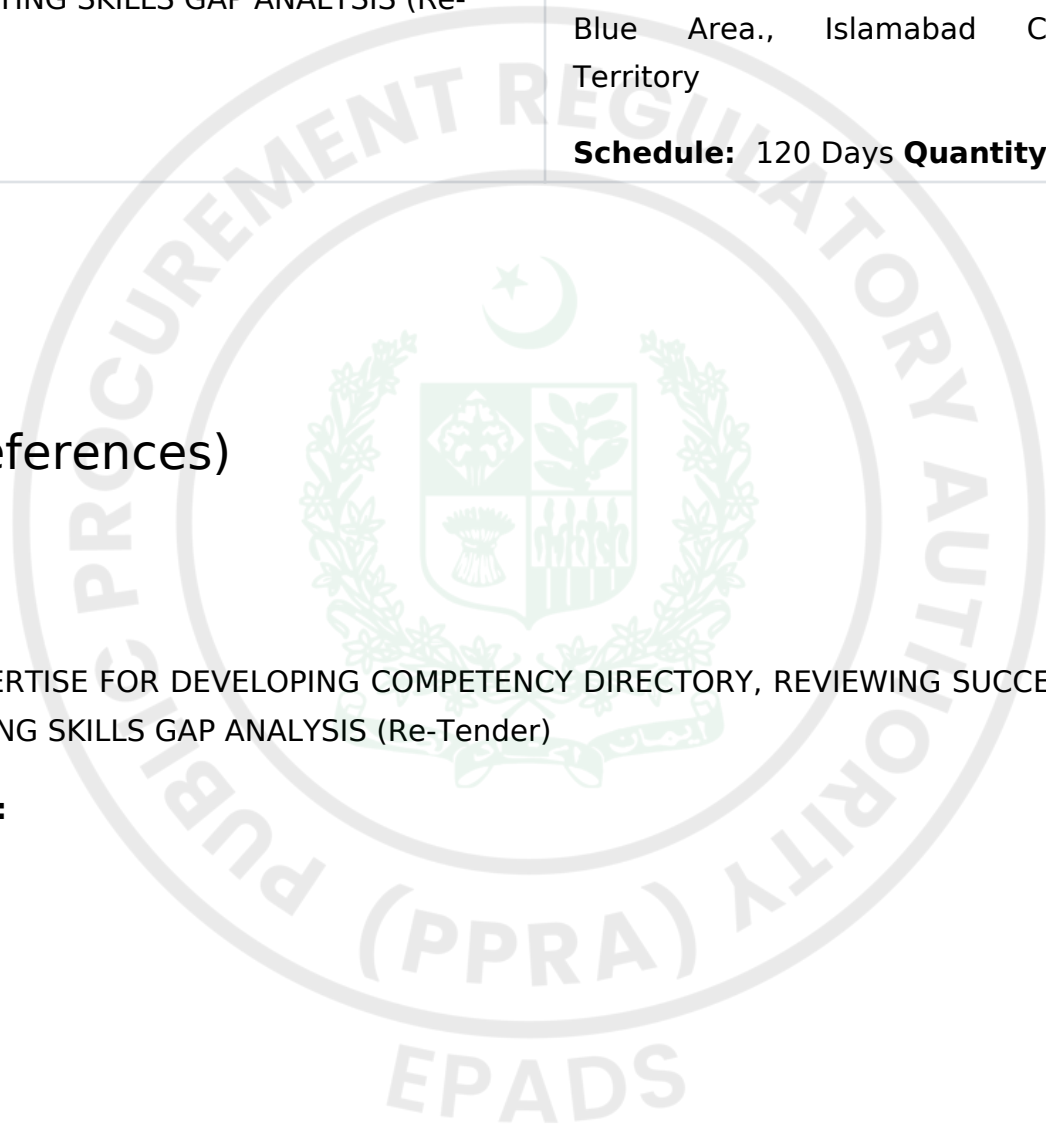 TING SKILLS GAP ANALYSIS (Re-
Blue Area., Islamabad C
Territory
Schedule: 120 Days Quantity
eferences)
ERTISE FOR DEVELOPING COMPETENCY DIRECTORY, REVIEWING SUCCE
NG SKILLS GAP ANALYSIS (Re-Tender)
:
PUBLIC PROCUREMENT REGULATORY AUTHORITY
(PPRA)
EPADS